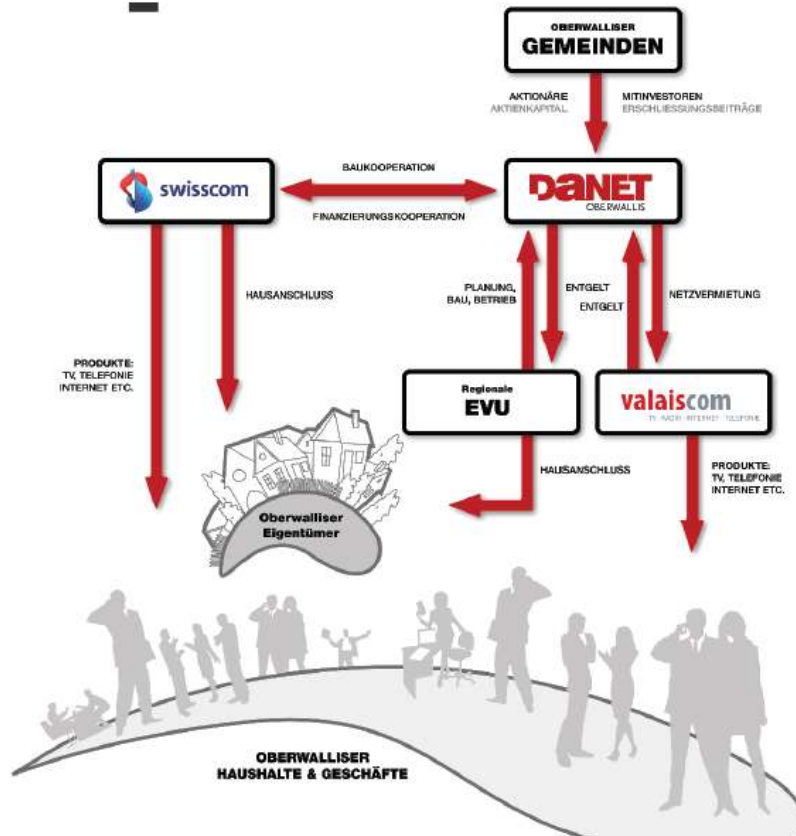 OBERWALLISER
GEMEINDEN
AKTIONÄRE
AKTIENKAPITAL
MITINVESTOREN
ERSCHLIESSUNGSBEITRÄGE
swisscom
BAUKOOPERATION
FINANZIERUNGSKOOPERATION
DANET
OBERWALLIS
HAUSANSCHLUSS
PLANUNG,
BAU, BETRIEB
ENTGELT
ENTGELT
NETZVERMIETUNG
PRODUKTE:
TV, TELEFONIE
INTERNET ETC.
Regionale
EVU
valaiscom
TV RADIO INTERNET TELEFONIE
HAUSANSCHLUSS
PRODUKTE:
TV, TELEFONIE
INTERNET ETC.
Oberwalliser
Eigentümer
OBERWALLISER
HAUSHALTE & GESCHÄFTE